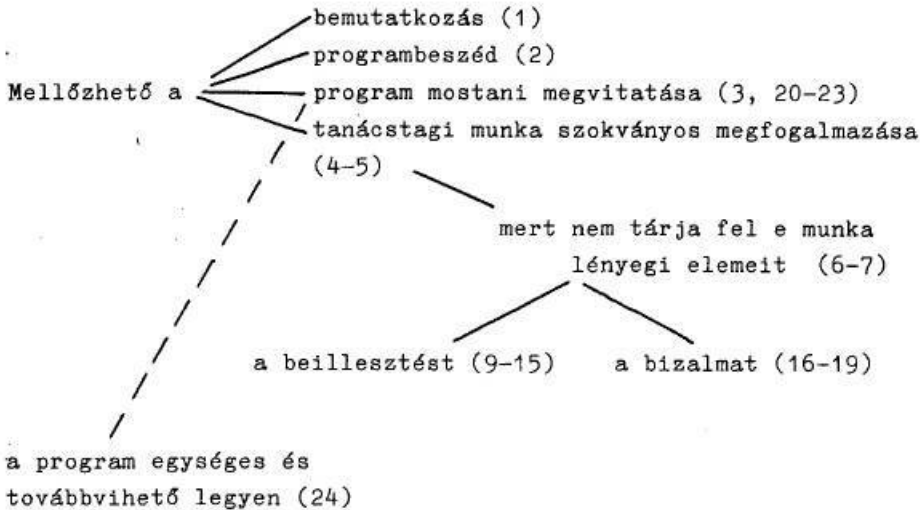 bemutatkozás (1)
programbeszéd (2)
Mellőzhető a
program mostani megvitatása (3, 20-23)
tanácstagi munka szokványos megfogalmazása
(4-5)
mert nem tárja fel e munka
lényegi elemeit (6-7)
a beillesztést (9-15)
a bizalmat (16-19)
a program egységes és
továbbvihető legyen (24)